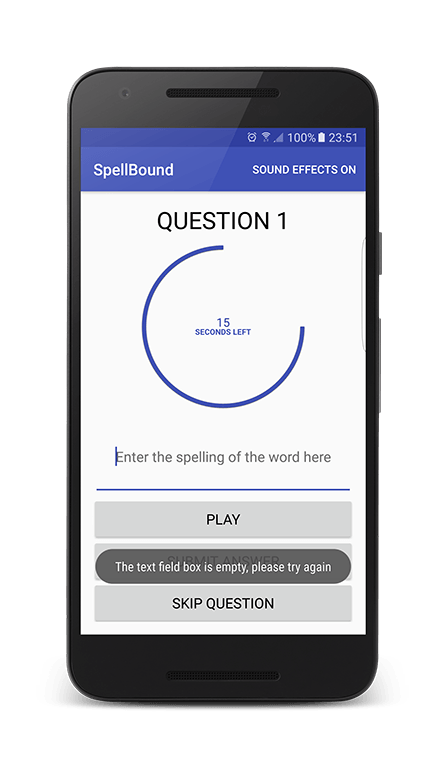 100% 23:51
SpellBound SOUND EFFECTS ON
QUESTION 1
15
SECONDS LEFT
Enter the spelling of the word here
PLAY
SUBMIT ANSWER
The text field box is empty, please try again
SKIP QUESTION